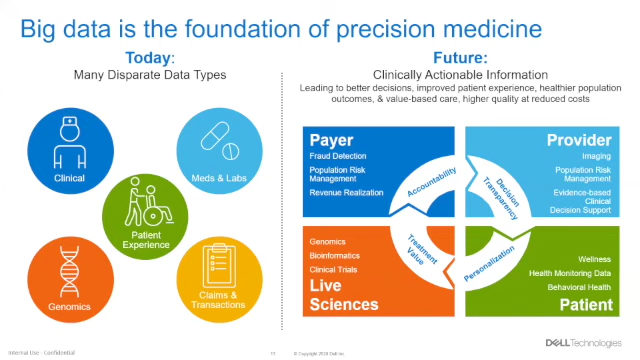 Big data is the foundation of precision medicine
Today:
Many Disparate Data Types
Clinical
Meds & Labs
Patient
Experience
Genomics
Claims &
Transactions
Future:
Clinically Actionable Information
Leading to better decisions, improved patient experience, healthier population
outcomes, & value-based care, higher quality at reduced costs
Payer
Fraud Detection
Population Risk
Management
Revenue Realization
Provider
Imaging
Population Risk
Management
Evidence-based
Clinical
Decision Support
Accountability
Decision
Transparency
Treatment
Value
Personalization
Genomics
Bioinformatics
Clinical Trials
Live
Sciences
Wellness
Health Monitoring Data
Behavioral Health
Patient
Internal Use - Confidential
© Copyright 2018 Dell Inc.
DELLTechnologies